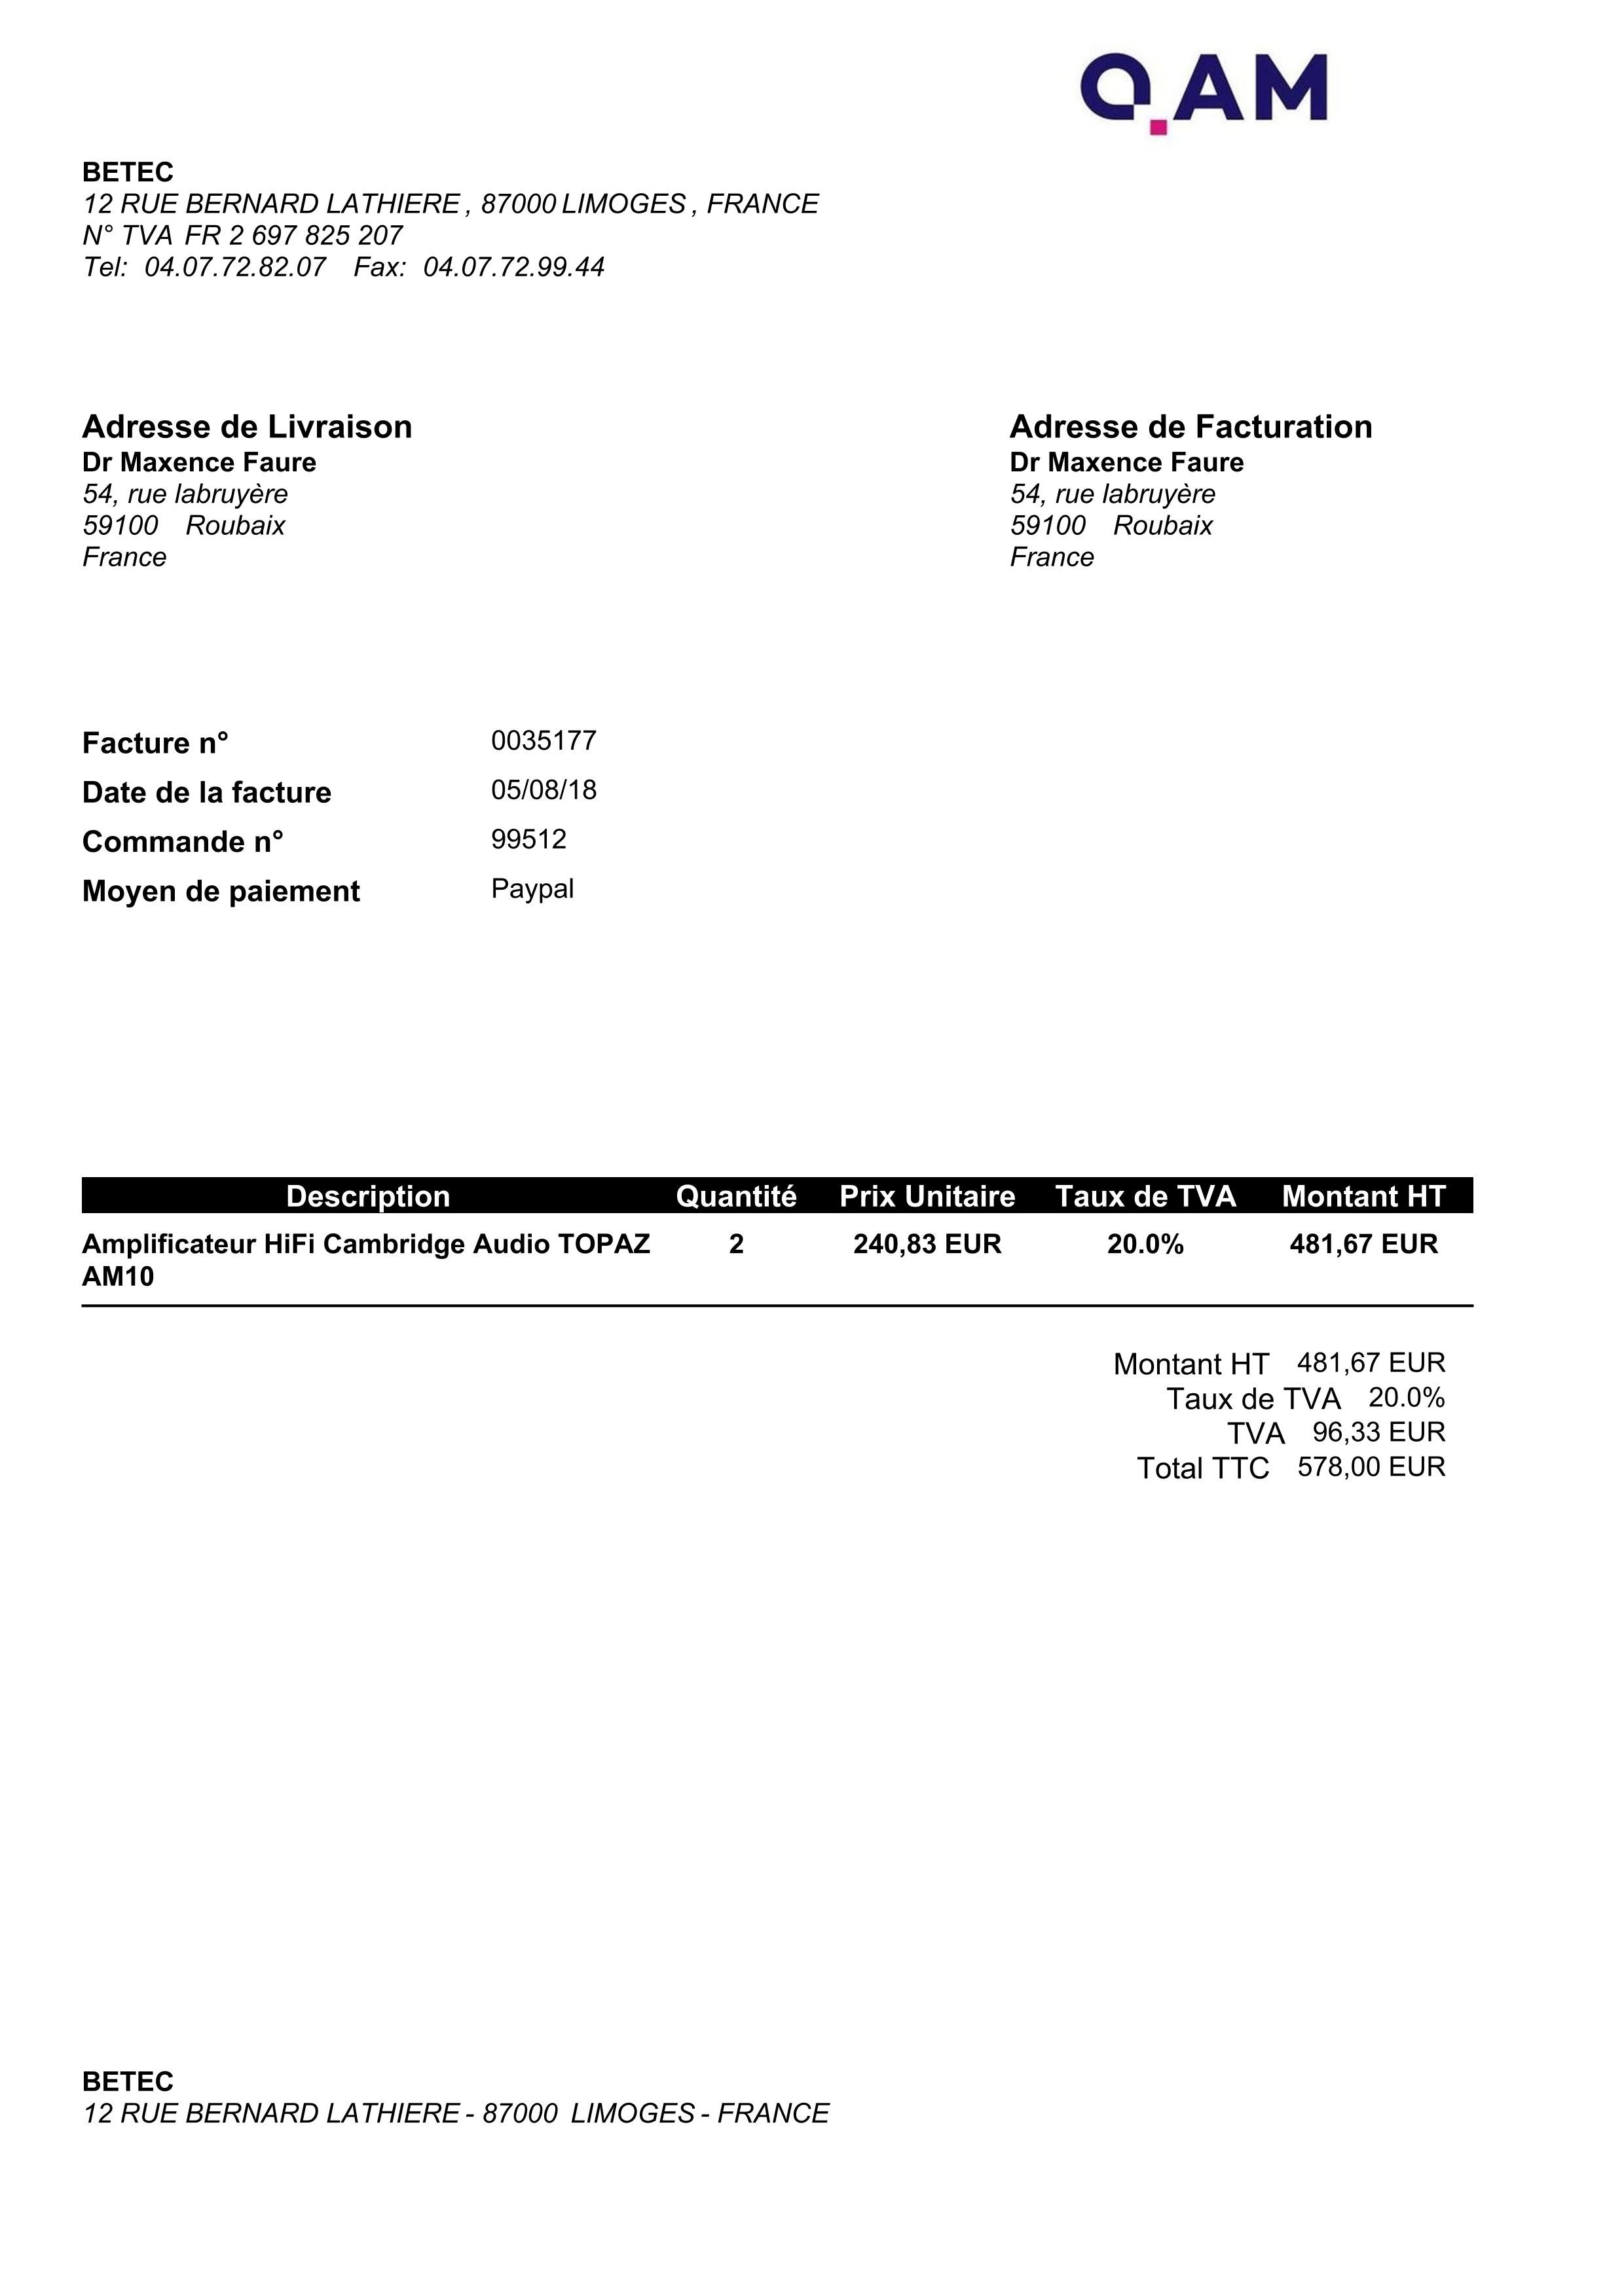 Q.AM
BETEC
12 RUE BERNARD LATHIERE , 87000 LIMOGES , FRANCE
N° TVA FR 2 697 825 207
Tel: 04.07.72.82.07 Fax: 04.07.72.99.44
Adresse de Livraison
Dr Maxence Faure
54, rue labruyère
59100 Roubaix
France
Adresse de Facturation
Dr Maxence Faure
54, rue labruyère
59100 Roubaix
France
Facture n° 0035177
Date de la facture 05/08/18
Commande n° 99512
Moyen de paiement Paypal
Description Quantité Prix Unitaire Taux de TVA Montant HT
Amplificateur HiFi Cambridge Audio TOPAZ 2 240,83 EUR 20.0% 481,67 EUR
AM10
Montant HT 481,67 EUR
Taux de TVA 20.0%
TVA 96,33 EUR
Total TTC 578,00 EUR
BETEC
12 RUE BERNARD LATHIERE - 87000 LIMOGES - FRANCE